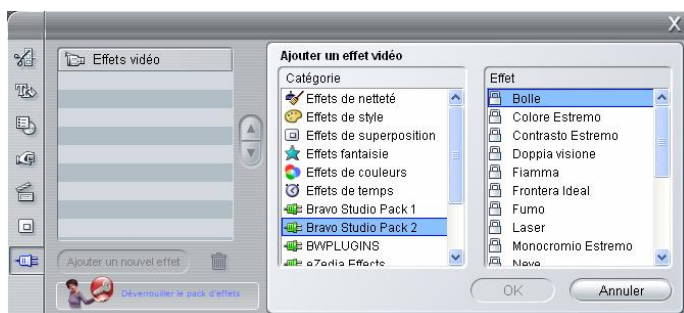 X
Effets vidéo
Ajouter un nouvel effet
Déverrouiller le pack d'effets
Ajouter un effet vidéo
Catégorie
Effets de netteté
Effets de style
Effets de superposition
Effets fantaisie
Effets de couleurs
Effets de temps
Bravo Studio Pack 1
Bravo Studio Pack 2
BWPLUGINS
eZedia Effects
Effet
Bolle
Colore Estremo
Contrasto Estremo
Doppia visione
Fiamma
Frontera Ideal
Fumo
Laser
Monocromio Estremo
Neve
OK
Annuler